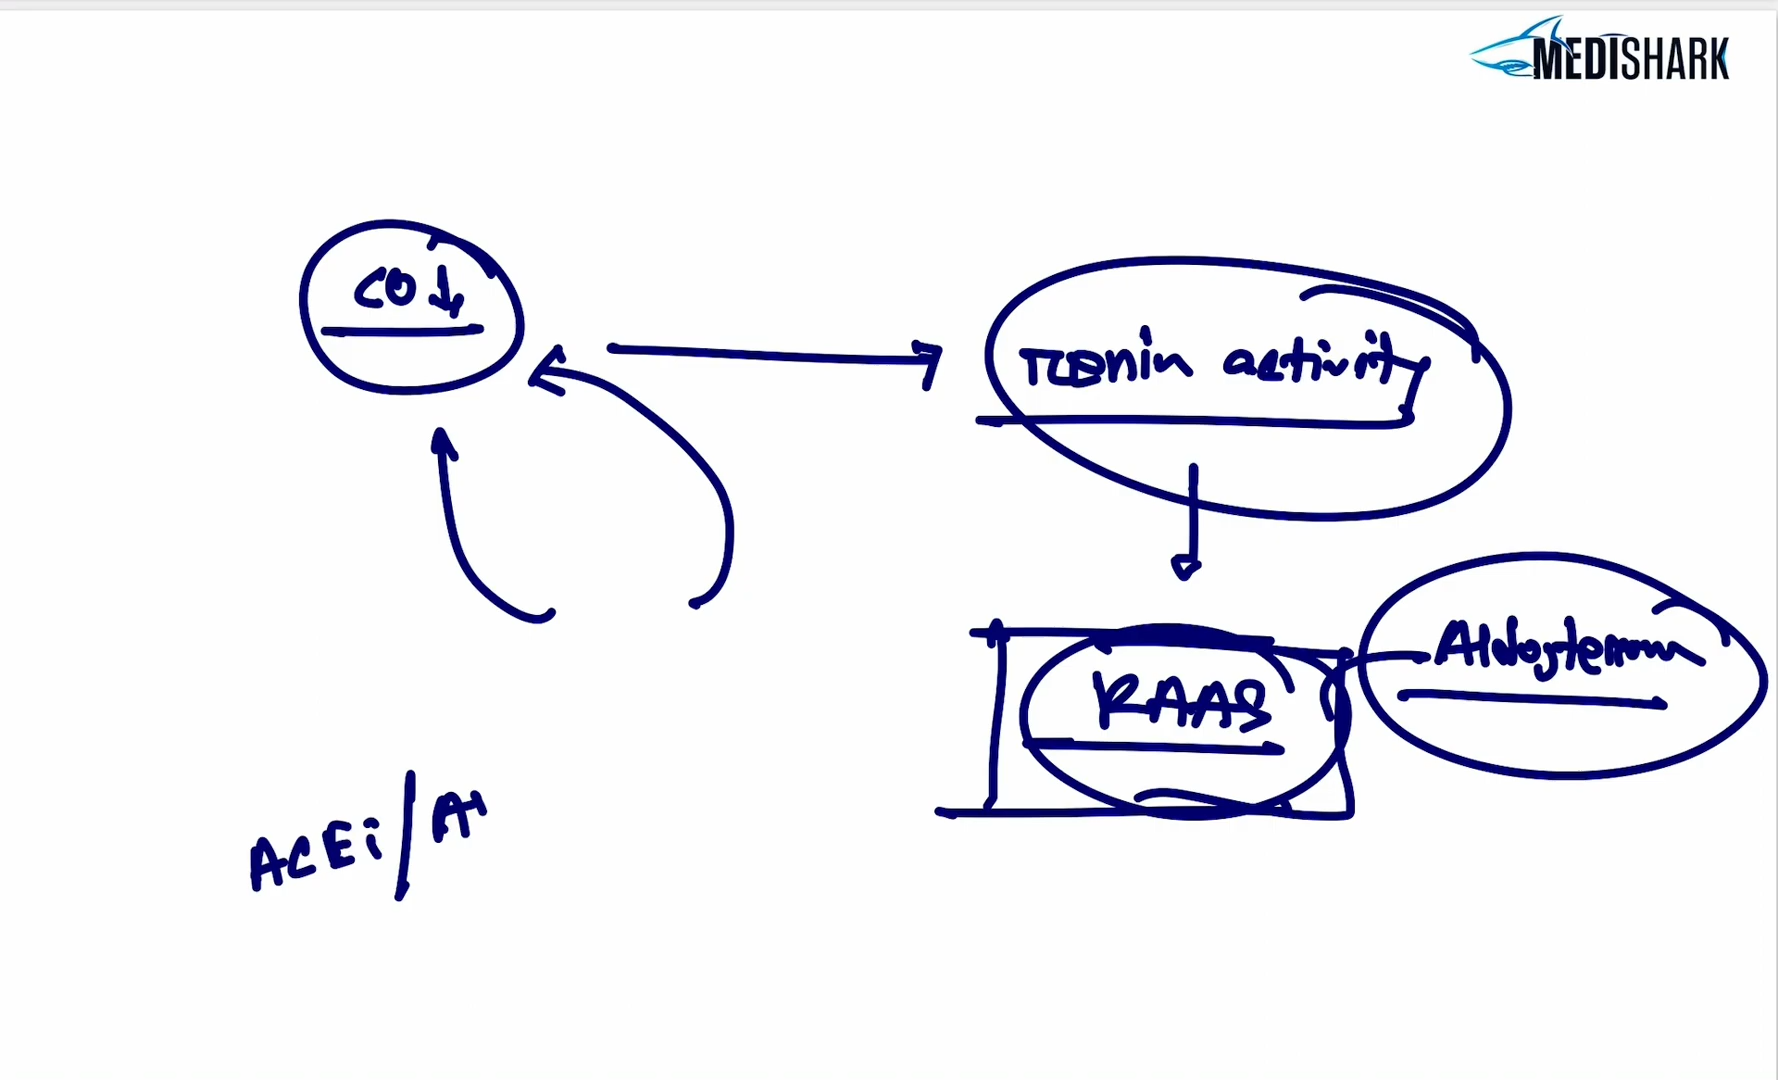 MEDISHARK
CO↓
renin activity
RAAS
Aldosterone
ACEi/A